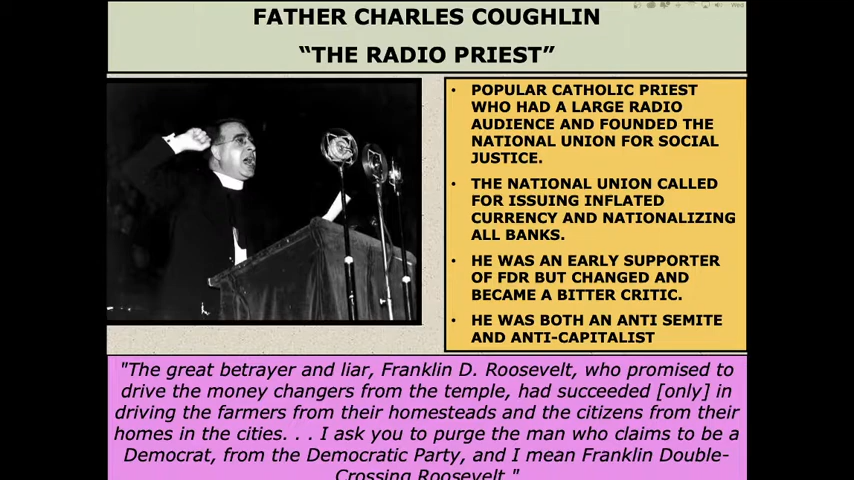 FATHER CHARLES COUGHLIN
“THE RADIO PRIEST”
• POPULAR CATHOLIC PRIEST
WHO HAD A LARGE RADIO
AUDIENCE AND FOUNDED THE
NATIONAL UNION FOR SOCIAL
JUSTICE.
• THE NATIONAL UNION CALLED
FOR ISSUING INFLATED
CURRENCY AND NATIONALIZING
ALL BANKS.
• HE WAS AN EARLY SUPPORTER
OF FDR BUT CHANGED AND
BECAME A BITTER CRITIC.
• HE WAS BOTH AN ANTI SEMITE
AND ANTI-CAPITALIST
"The great betrayer and liar, Franklin D. Roosevelt, who promised to
drive the money changers from the temple, had succeeded [only] in
driving the farmers from their homesteads and the citizens from their
homes in the cities. . . I ask you to purge the man who claims to be a
Democrat, from the Democratic Party, and I mean Franklin Double-
Crossing Roosevelt."